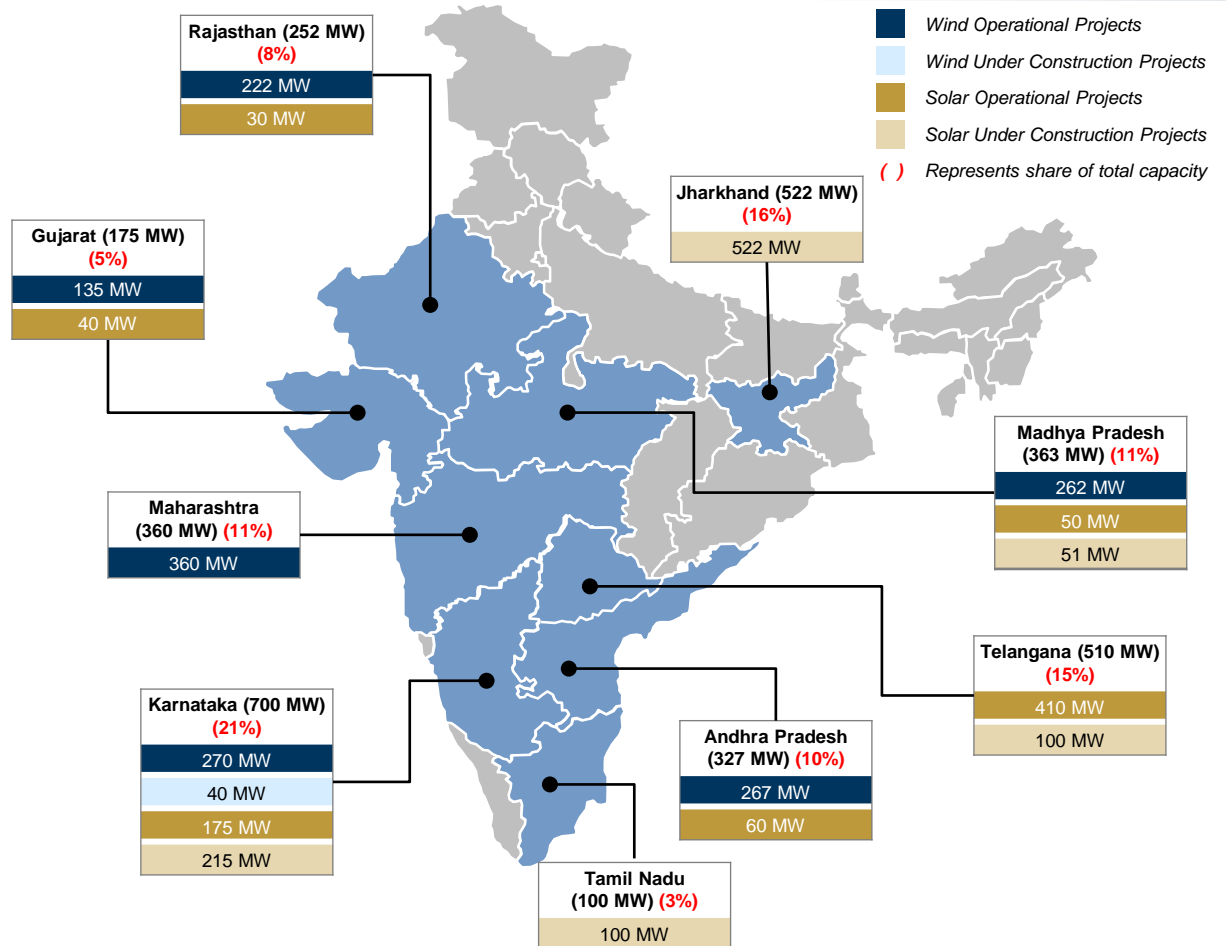 Rajasthan (252 MW)
(8%)
222 MW
30 MW
Wind Operational Projects
Wind Under Construction Projects
Solar Operational Projects
Solar Under Construction Projects
( ) Represents share of total capacity
Jharkhand (522 MW)
(16%)
522 MW
Gujarat (175 MW)
(5%)
135 MW
40 MW
Madhya Pradesh
(363 MW) (11%)
262 MW
50 MW
51 MW
Maharashtra
(360 MW) (11%)
360 MW
Telangana (510 MW)
(15%)
410 MW
100 MW
Karnataka (700 MW)
(21%)
270 MW
40 MW
175 MW
215 MW
Andhra Pradesh
(327 MW) (10%)
267 MW
60 MW
Tamil Nadu
(100 MW) (3%)
100 MW